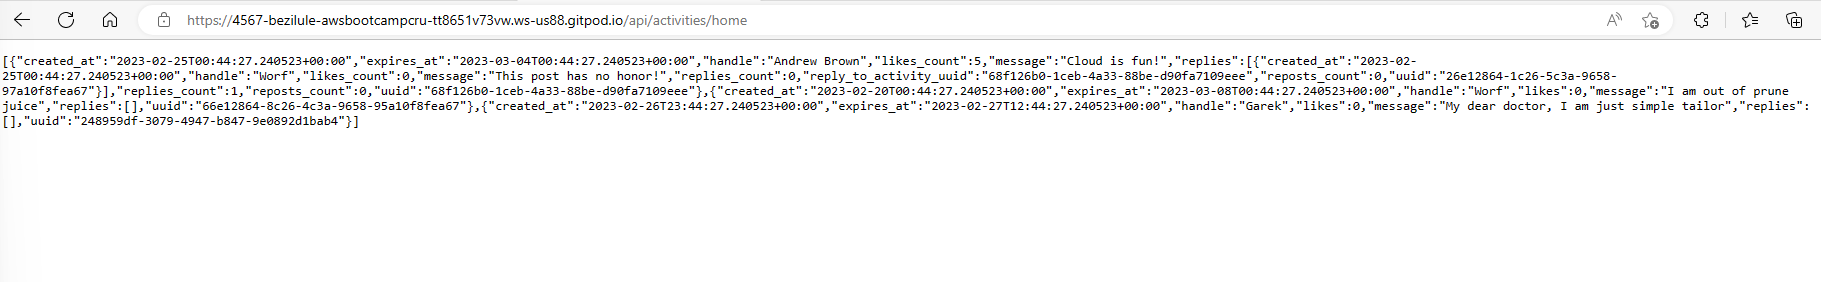 https://4567-bezilule-awsbootcampcru-tt8651v73vw.ws-us88.gitpod.io/api/activities/home
[{"created_at":"2023-02-25T00:44:27.240523+00:00","expires_at":"2023-03-04T00:44:27.240523+00:00","handle":"Andrew Brown","likes_count":5,"message":"Cloud is fun!","replies":[{"created_at":"2023-02-
25T00:44:27.240523+00:00","handle":"Worf","likes_count":0,"message":"This post has no honor!","replies_count":0,"reply_to_activity_uuid":"68f126b0-1ceb-4a33-88be-d90fa7109eee","reposts_count":0,"uuid":"26e12864-1c26-5c3a-9658-
97a10f8fea67"}],"replies_count":1,"reposts_count":0,"uuid":"68f126b0-1ceb-4a33-88be-d90fa7109eee"},{"created_at":"2023-02-20T00:44:27.240523+00:00","expires_at":"2023-03-08T00:44:27.240523+00:00","handle":"Worf","likes":0,"message":"I am out of prune
juice","replies":[],"uuid":"66e12864-8c26-4c3a-9658-95a10f8fea67"},{"created_at":"2023-02-26T23:44:27.240523+00:00","expires_at":"2023-02-27T12:44:27.240523+00:00","handle":"Garek","likes":0,"message":"My dear doctor, I am just simple tailor","replies":
[],"uuid":"248959df-3079-4947-b847-9e0892d1bab4"}]